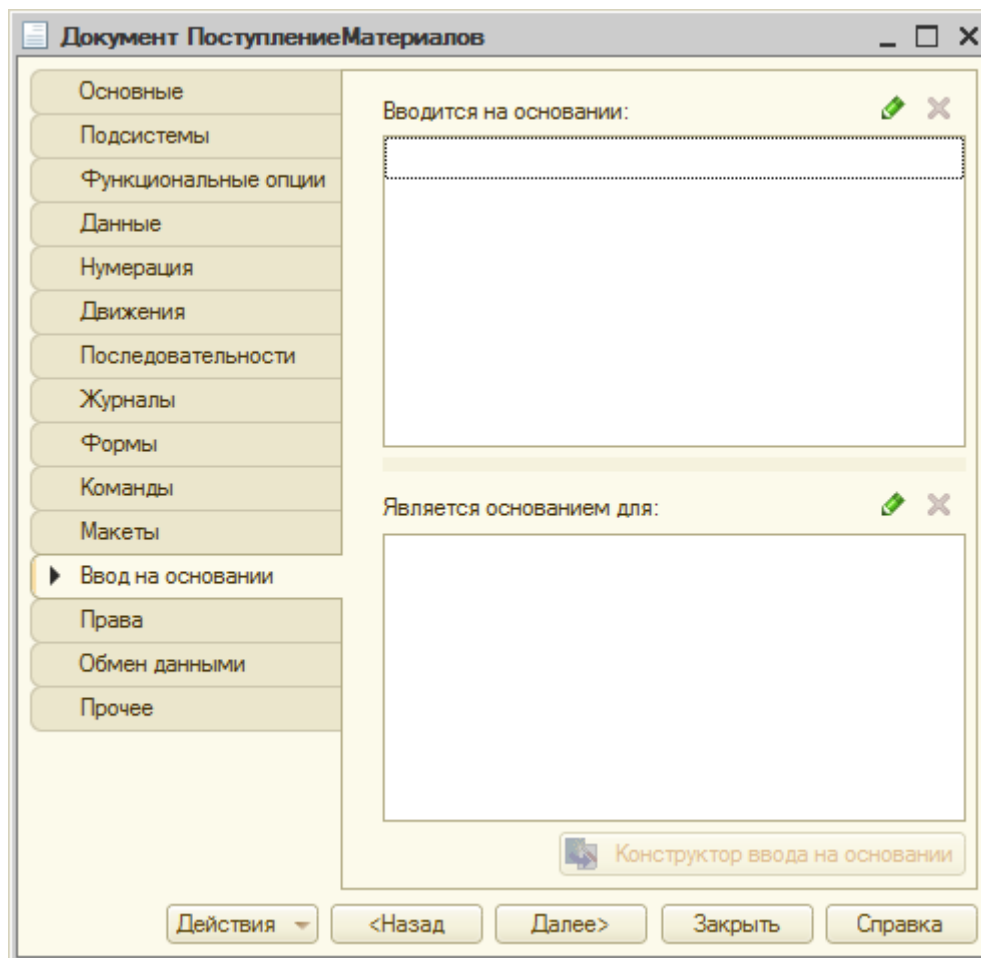 Документ ПоступлениеМатериалов
Основные
Подсистемы
Функциональные опции
Данные
Нумерация
Движения
Последовательности
Журналы
Формы
Команды
Макеты
Ввод на основании
Права
Обмен данными
Прочее
Вводится на основании:
Является основанием для:
Конструктор ввода на основании
Действия
<Назад
Далее>
Закрыть
Справка